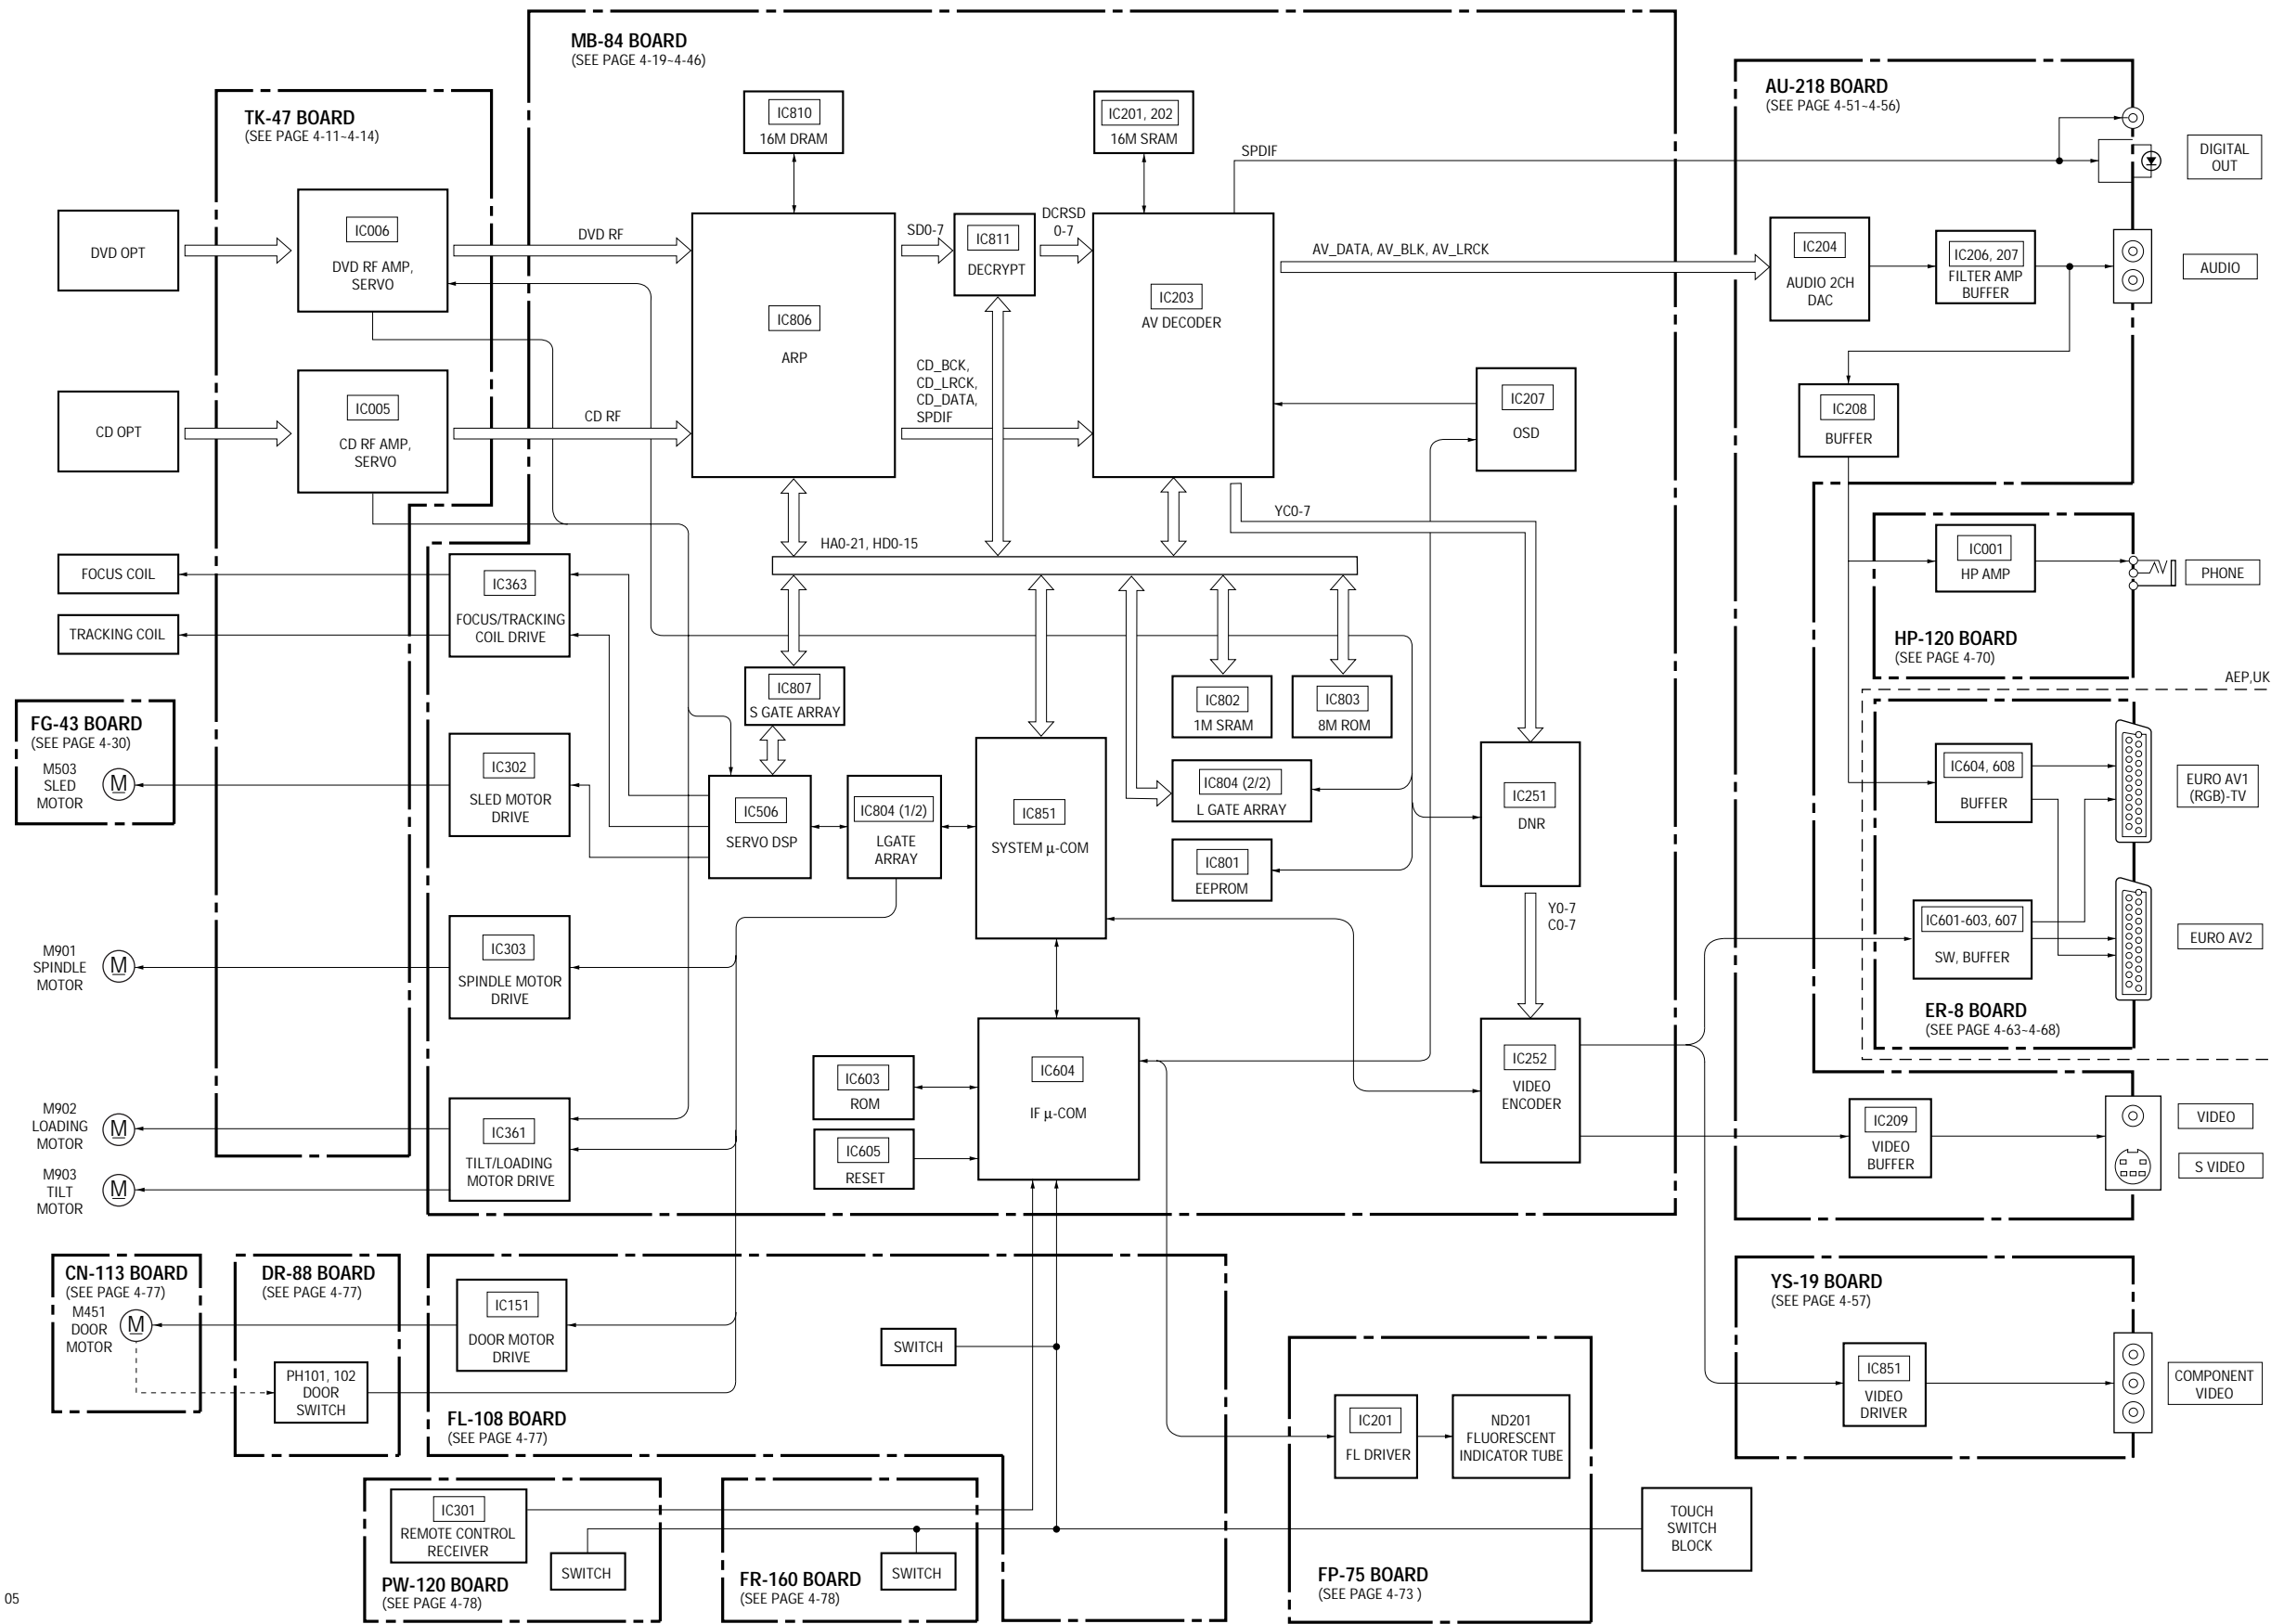 MB-84 BOARD
(SEE PAGE 4-19~4-46)
TK-47 BOARD
(SEE PAGE 4-11~4-14)
AU-218 BOARD
(SEE PAGE 4-51~4-56)
IC810
16M DRAM
IC201, 202
16M SRAM
SPDIF
DIGITAL
OUT
DVD OPT
IC006
DVD RF AMP,
SERVO
DVD RF
IC806
ARP
SD0-7
IC811
DECRYPT
DCRSD
0-7
IC203
AV DECODER
AV_DATA, AV_BLK, AV_LRCK
IC204
AUDIO 2CH
DAC
IC206, 207
FILTER AMP
BUFFER
AUDIO
CD OPT
IC005
CD RF AMP,
SERVO
CD RF
CD_BCK,
CD_LRCK,
CD_DATA,
SPDIF
IC207
OSD
IC208
BUFFER
YC0-7
HA0-21, HD0-15
FOCUS COIL
TRACKING COIL
IC363
FOCUS/TRACKING
COIL DRIVE
IC001
HP AMP
PHONE
HP-120 BOARD
(SEE PAGE 4-70)
AEP,UK
FG-43 BOARD
(SEE PAGE 4-30)
M503
SLED
MOTOR
IC302
SLED MOTOR
DRIVE
IC807
S GATE ARRAY
IC802
1M SRAM
IC803
8M ROM
IC506
SERVO DSP
IC804 (1/2)
LGATE
ARRAY
IC851
SYSTEM µ-COM
IC804 (2/2)
L GATE ARRAY
IC801
EEPROM
IC251
DNR
IC604, 608
BUFFER
EURO AV1
(RGB)-TV
Y0-7
C0-7
IC601-603, 607
SW, BUFFER
EURO AV2
ER-8 BOARD
(SEE PAGE 4-63~4-68)
M901
SPINDLE
MOTOR
IC303
SPINDLE MOTOR
DRIVE
M902
LOADING
MOTOR
M903
TILT
MOTOR
IC361
TILT/LOADING
MOTOR DRIVE
IC603
ROM
IC605
RESET
IC604
IF µ-COM
IC252
VIDEO
ENCODER
IC209
VIDEO
BUFFER
VIDEO
S VIDEO
M
M
M
M
CN-113 BOARD
(SEE PAGE 4-77)
M451
DOOR
MOTOR
M
DR-88 BOARD
(SEE PAGE 4-77)
PH101, 102
DOOR
SWITCH
IC151
DOOR MOTOR
DRIVE
FL-108 BOARD
(SEE PAGE 4-77)
SWITCH
YS-19 BOARD
(SEE PAGE 4-57)
IC851
VIDEO
DRIVER
COMPONENT
VIDEO
IC201
FL DRIVER
ND201
FLUORESCENT
INDICATOR TUBE
FP-75 BOARD
(SEE PAGE 4-73 )
TOUCH
SWITCH
BLOCK
IC301
REMOTE CONTROL
RECEIVER
SWITCH
PW-120 BOARD
(SEE PAGE 4-78)
FR-160 BOARD
(SEE PAGE 4-78)
SWITCH
05